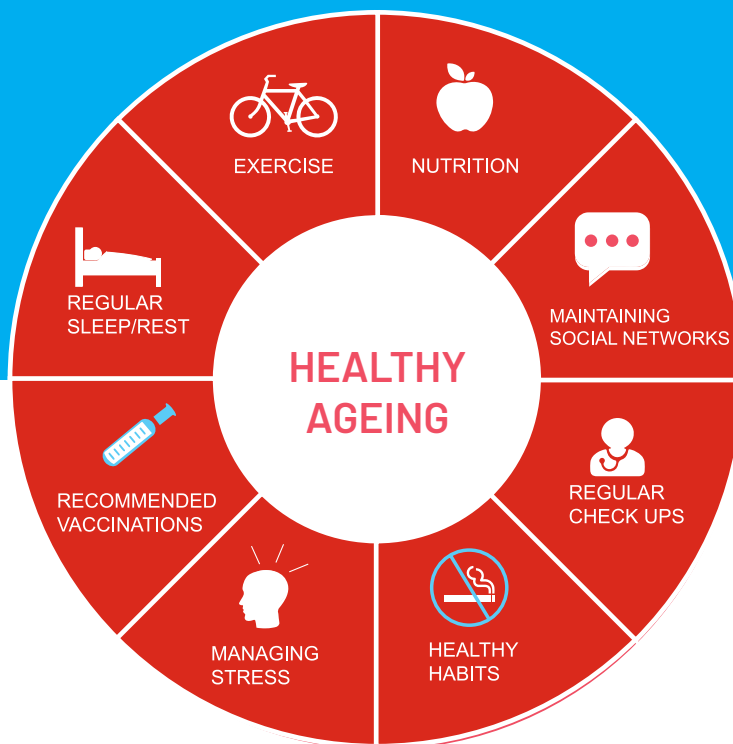 EXERCISE
NUTRITION
REGULAR
SLEEP/REST
MAINTAINING
SOCIAL NETWORKS
HEALTHY
AGEING
RECOMMENDED
VACCINATIONS
REGULAR
CHECK UPS
MANAGING
STRESS
HEALTHY
HABITS